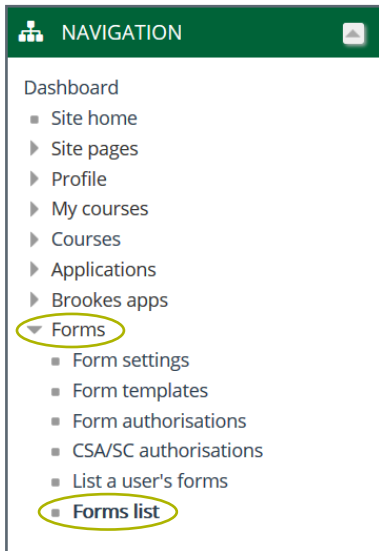 NAVIGATION
Dashboard
Site home
Site pages
Profile
My courses
Courses
Applications
Brookes apps
Forms
Form settings
Form templates
Form authorisations
CSA/SC authorisations
List a user's forms
Forms list